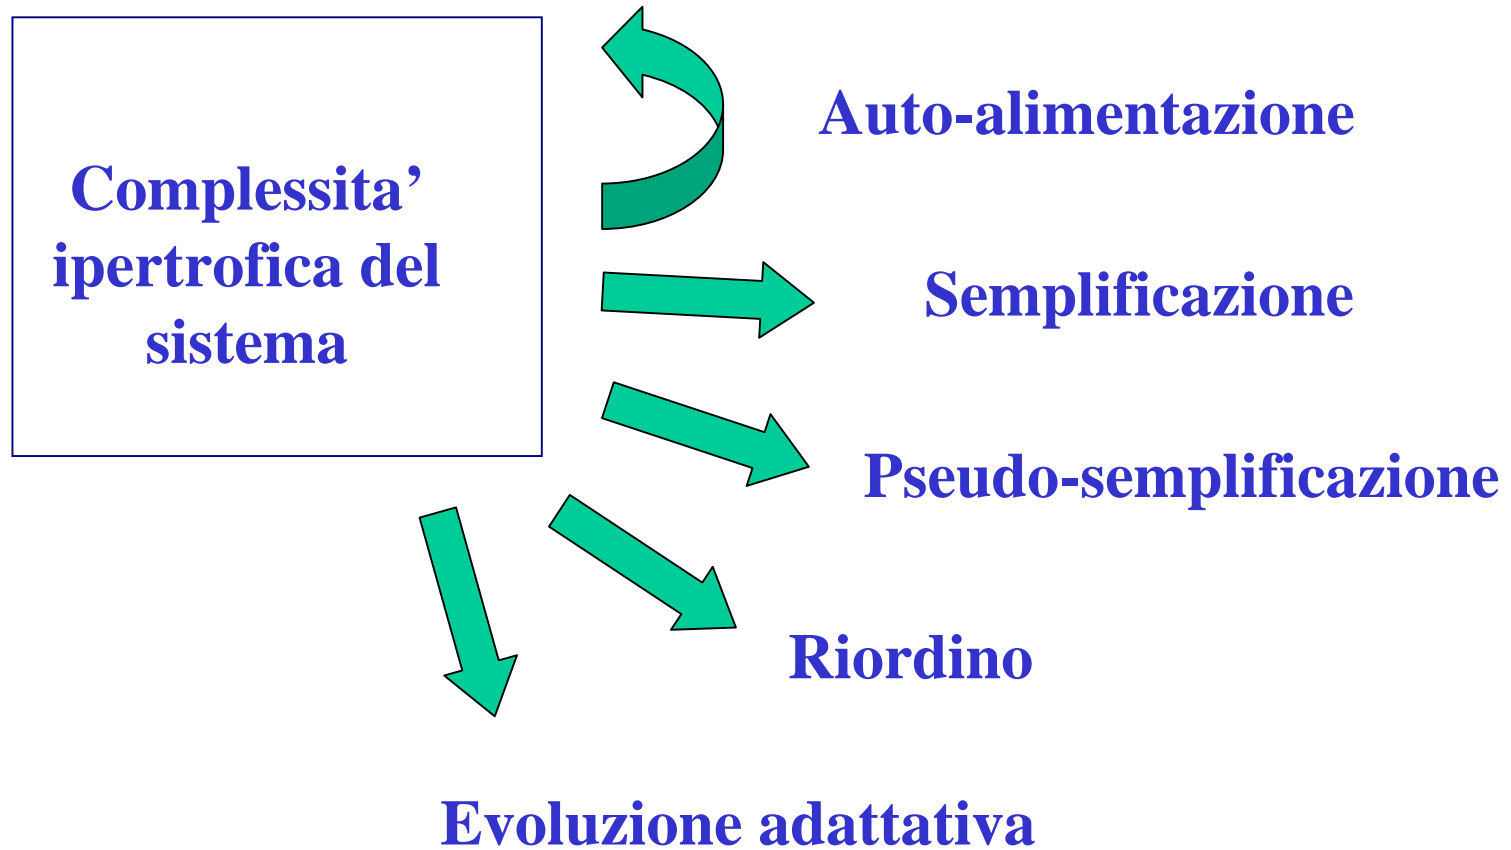 Complessita’
ipertrofica del
sistema
Auto-alimentazione
Semplificazione
Pseudo-semplificazione
Riordino
Evoluzione adattativa